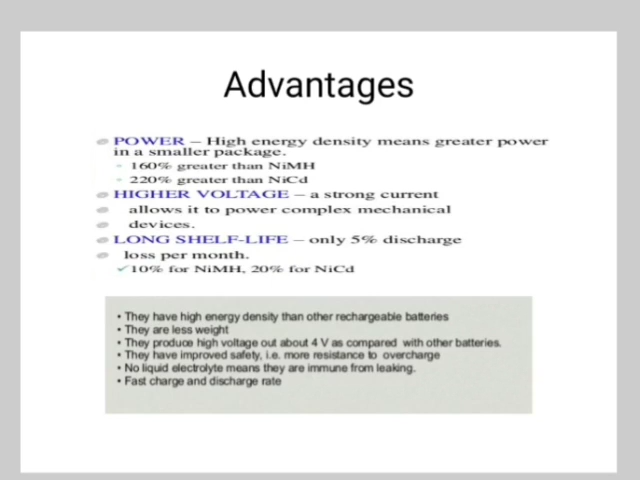 Advantages
POWER – High energy density means greater power
in a smaller package.
160% greater than NiMH
220% greater than NiCd
HIGHER VOLTAGE – a strong current
allows it to power complex mechanical
devices.
LONG SHELF-LIFE – only 5% discharge
loss per month.
✓10% for NiMH, 20% for NiCd
• They have high energy density than other rechargeable batteries
• They are less weight
• They produce high voltage out about 4 V as compared with other batteries.
• They have improved safety, i.e. more resistance to overcharge
• No liquid electrolyte means they are immune from leaking.
• Fast charge and discharge rate